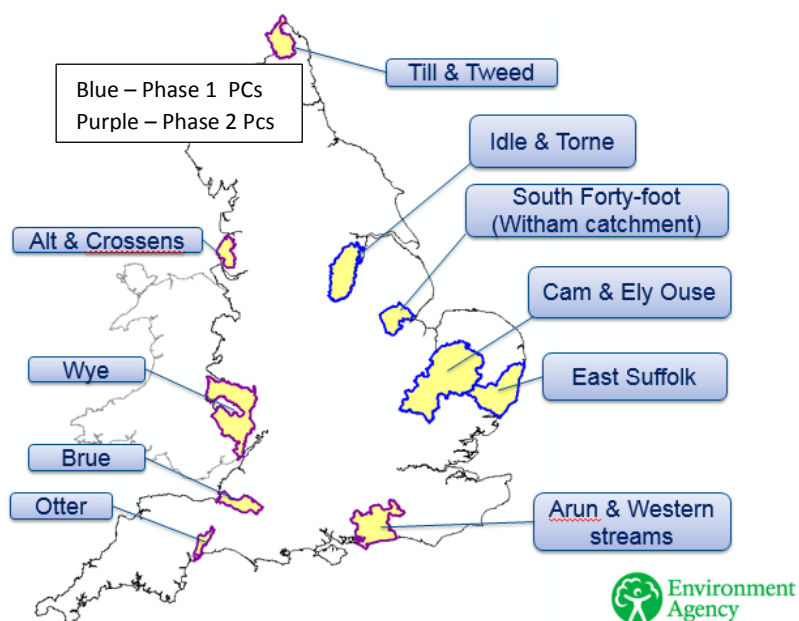 Till & Tweed
Blue – Phase 1 PCs
Purple – Phase 2 Pcs
Idle & Torne
South Forty-foot
(Witham catchment)
Alt & Crossens
Cam & Ely Ouse
Wye
East Suffolk
Brue
Otter
Arun & Western
streams
Environment
Agency